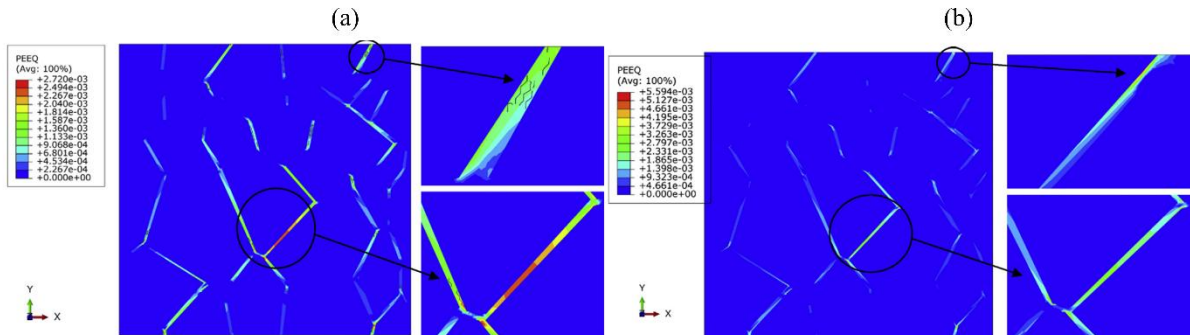 (a)
(b)
PEEQ
(Avg: 100%)
+2.720e-03
+2.494e-03
+2.267e-03
+2.040e-03
+1.814e-03
+1.587e-03
+1.360e-03
+1.133e-03
+9.068e-04
+6.801e-04
+4.534e-04
+2.267e-04
+0.000e+00
Y
X
PEEQ
(Avg: 100%)
+5.594e-03
+5.127e-03
+4.661e-03
+4.195e-03
+3.729e-03
+3.263e-03
+2.797e-03
+2.331e-03
+1.865e-03
+1.398e-03
+9.323e-04
+4.661e-04
+0.000e+00
Y
X